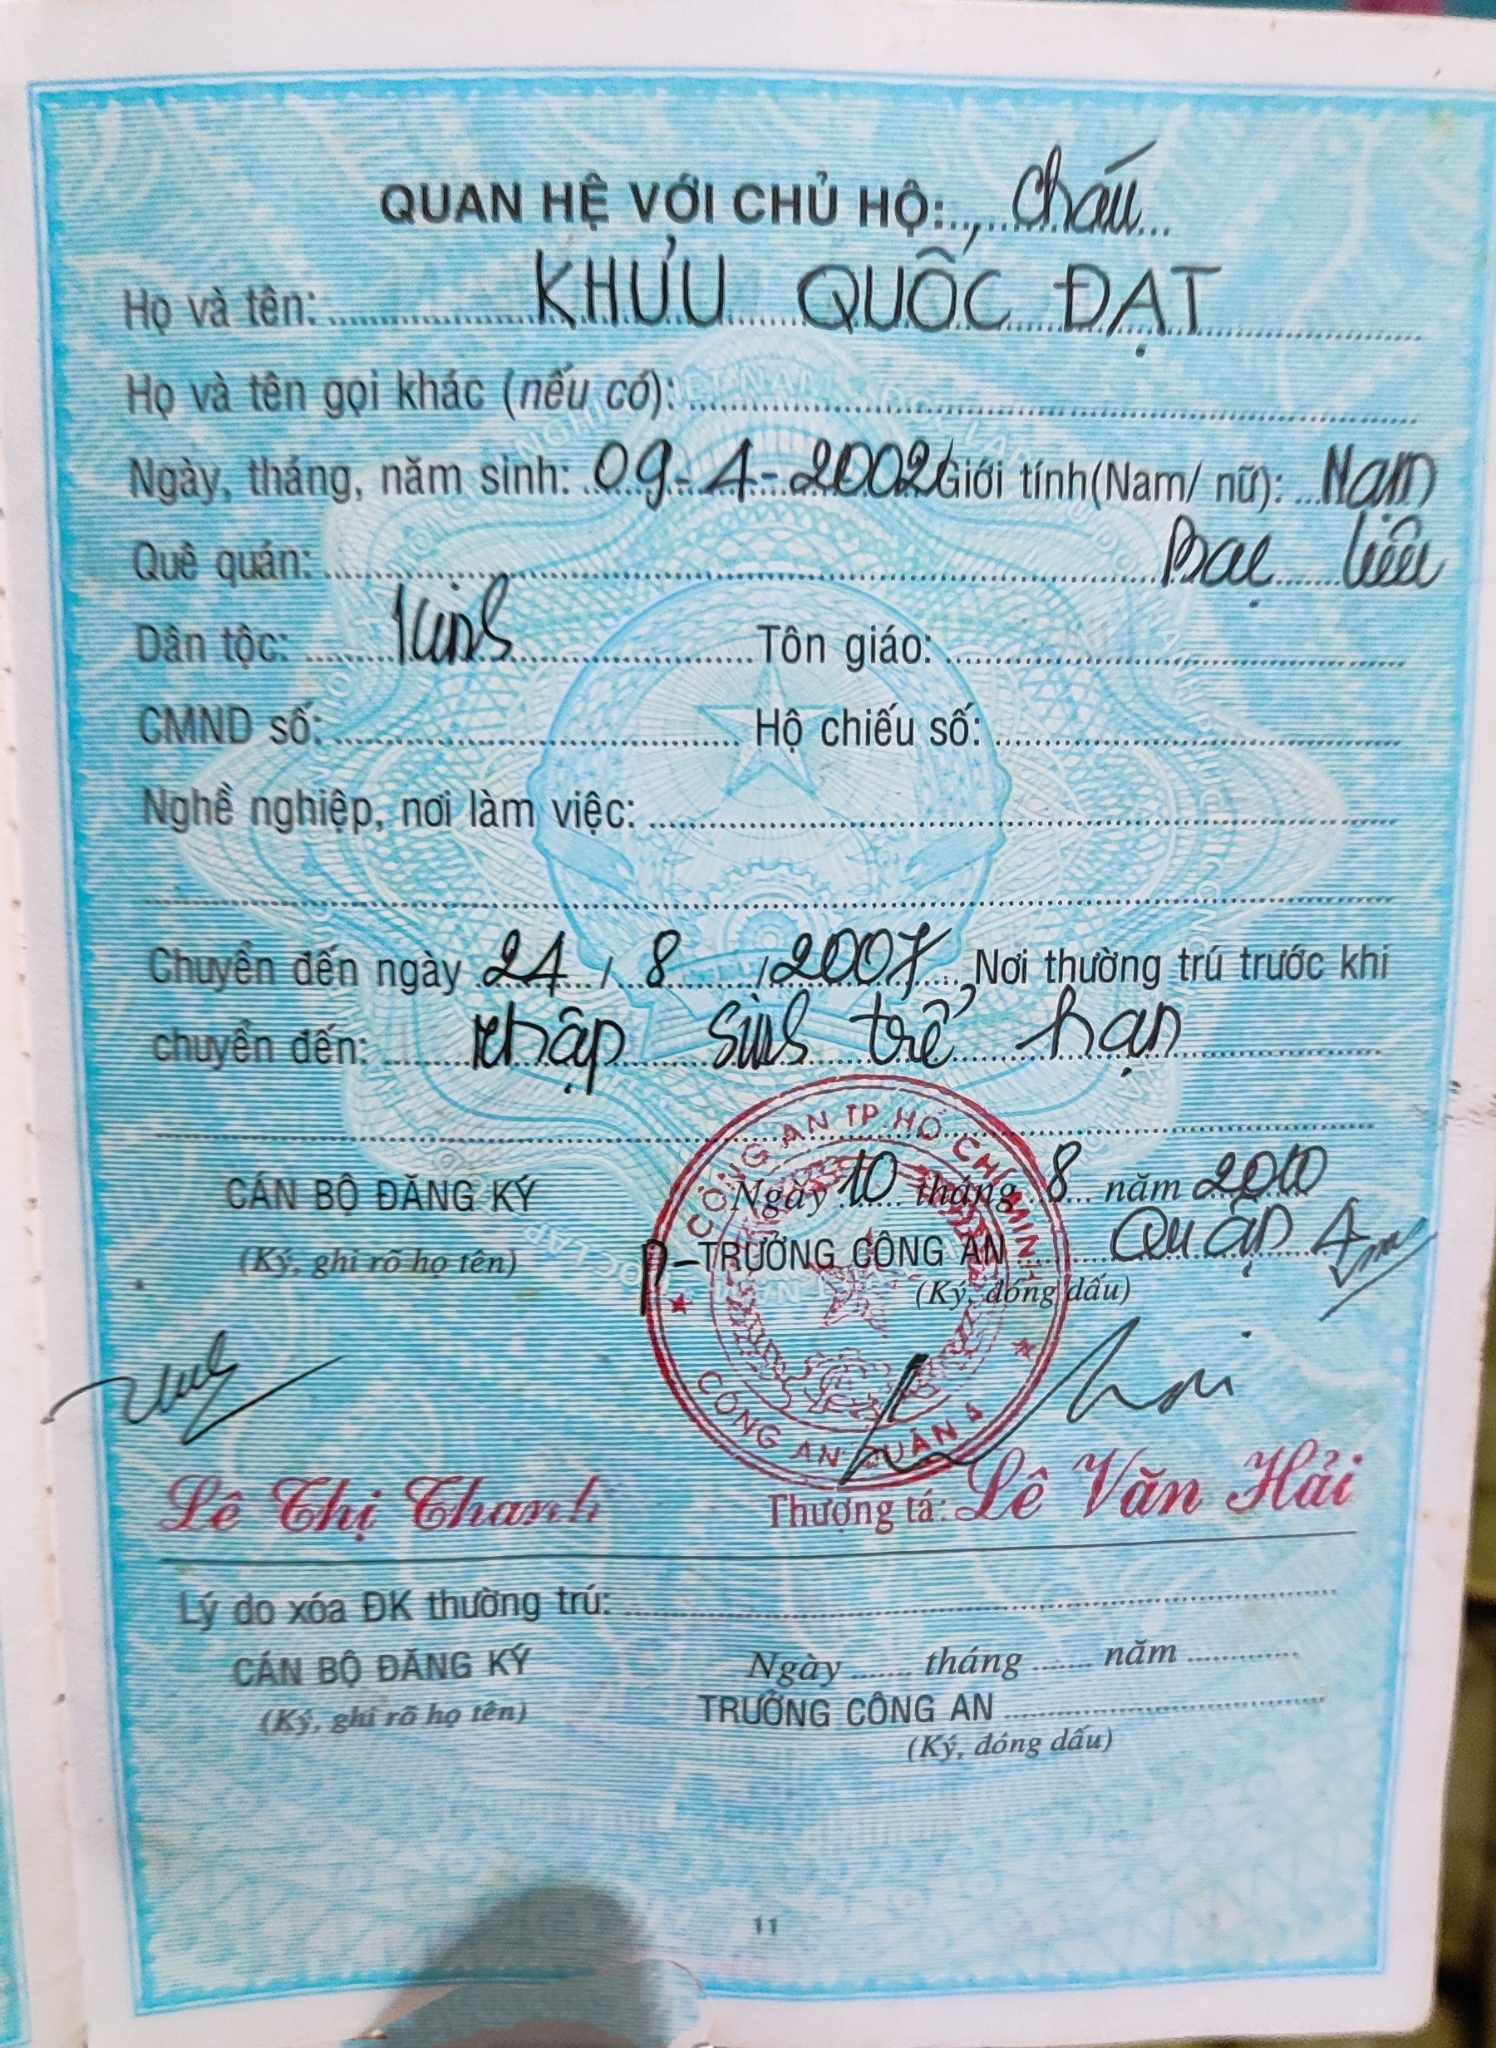 QUAN HỆ VỚI CHỦ HỘ: Cháu
Họ và tên: KHƯU QUỐC ĐẠT
Họ và tên gọi khác (nếu có):
Ngày, tháng, năm sinh: 09-4-2002 Giới tính(Nam/ nữ): Nam
Quê quán: Bạc Liêu
Dân tộc: Kinh Tôn giáo:
CMND số: Hộ chiếu số:
Nghề nghiệp, nơi làm việc:
Chuyển đến ngày 24 / 8 / 2007 Nơi thường trú trước khi
chuyển đến: Nhập sinh trễ hạn
CÁN BỘ ĐĂNG KÝ
(Ký, ghi rõ họ tên)
Ngày 10 tháng 8 năm 2010
P-TRƯỞNG CÔNG AN Quận 4
(Ký, đóng dấu)
CÔNG AN TP. HỒ CHÍ MINH
CÔNG AN QUẬN 4
Lê Thị Thanh Thượng tá: Lê Văn Hải
Lý do xóa ĐK thường trú:
CÁN BỘ ĐĂNG KÝ
(Ký, ghi rõ họ tên)
Ngày tháng năm
TRƯỞNG CÔNG AN
(Ký, đóng dấu)
11